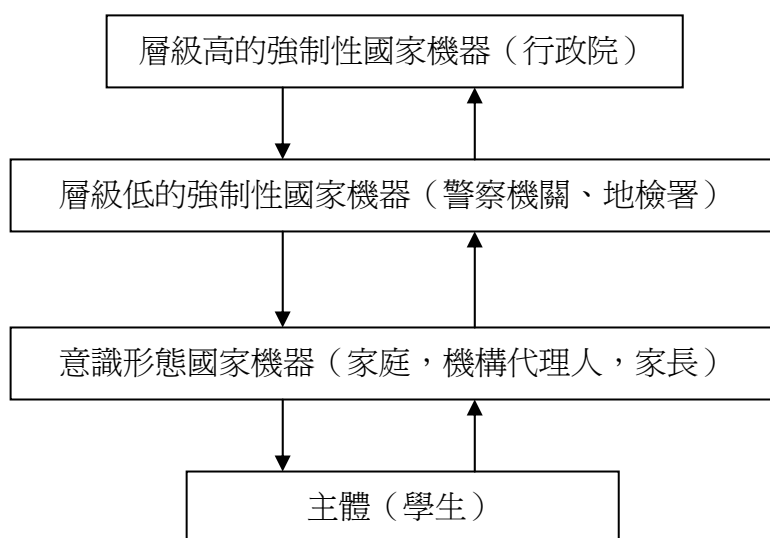 層級高的強制性國家機器（行政院）
層級低的強制性國家機器（警察機關、地檢署）
意識形態國家機器（家庭，機構代理人，家長）
主體（學生）